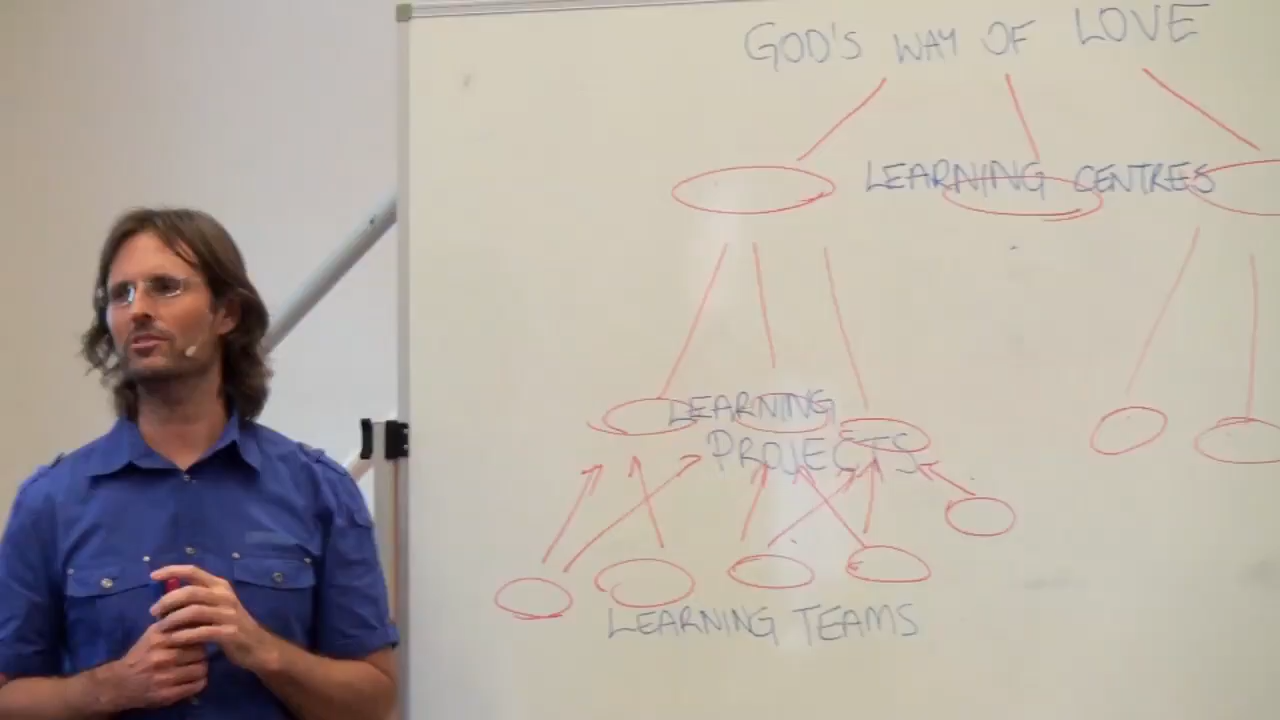 GOD'S WAY OF LOVE
LEARNING CENTRES
LEARNING
PROJECTS
LEARNING TEAMS